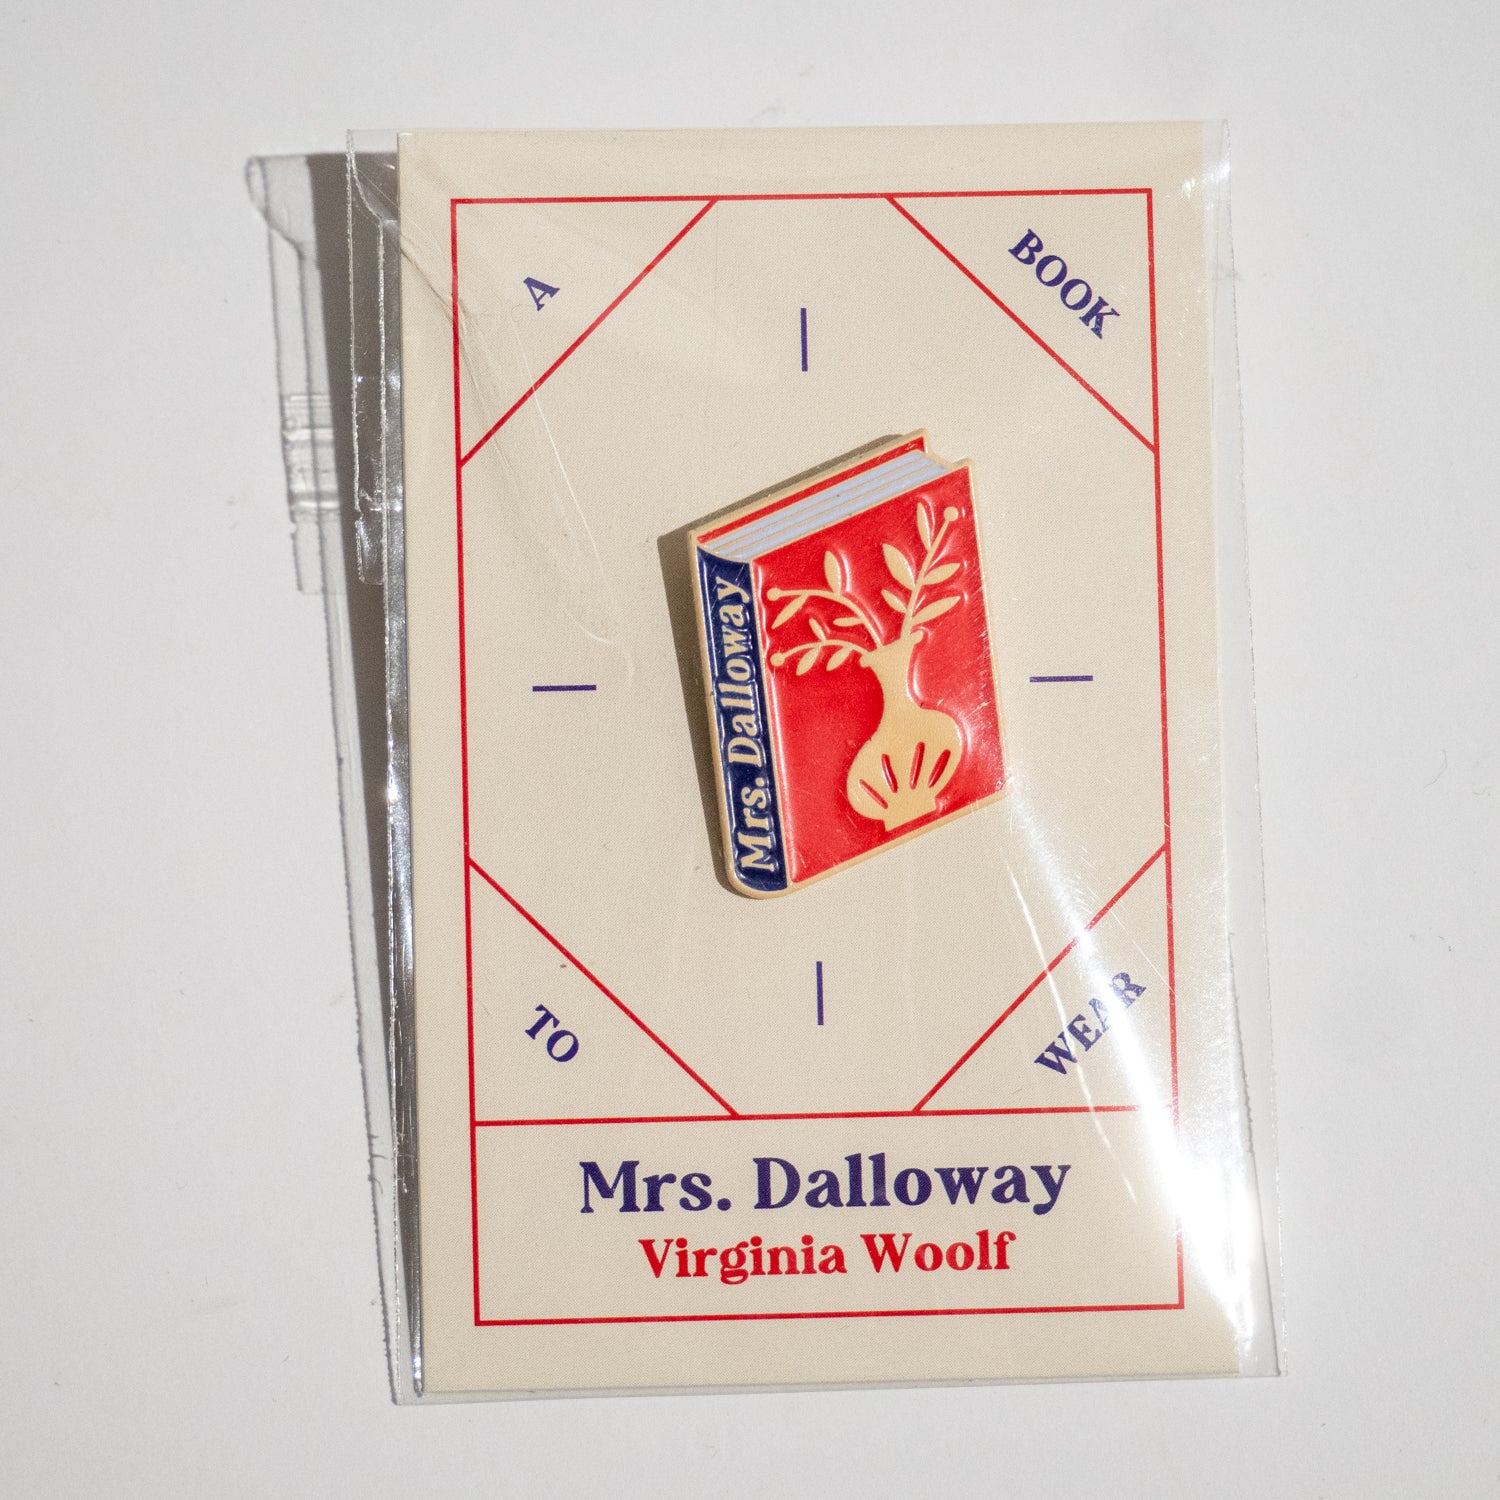 A
BOOK
Mrs. Dalloway
TO
WEAR
Mrs. Dalloway
Virginia Woolf